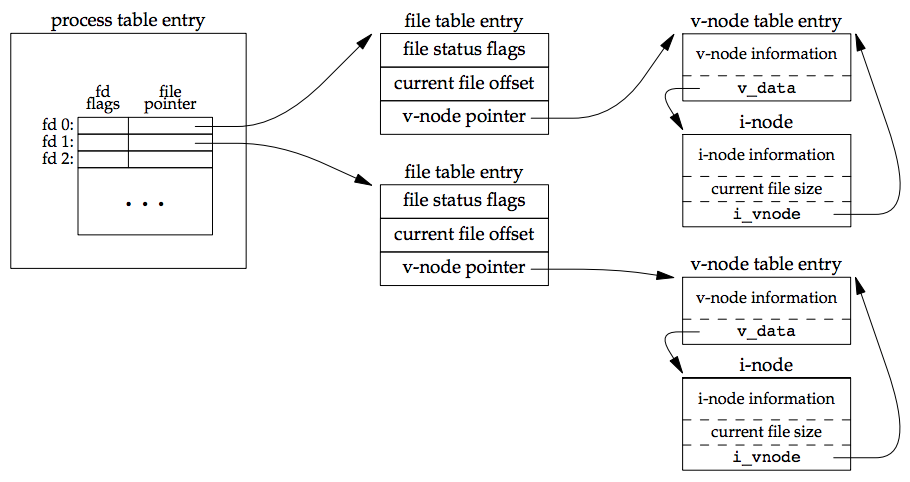 process table entry
fd
flags
file
pointer
fd 0:
fd 1:
fd 2:
. . .
file table entry
file status flags
current file offset
v-node pointer
file table entry
file status flags
current file offset
v-node pointer
v-node table entry
v-node information
v_data
i-node
i-node information
current file size
i_vnode
v-node table entry
v-node information
v_data
i-node
i-node information
current file size
i_vnode